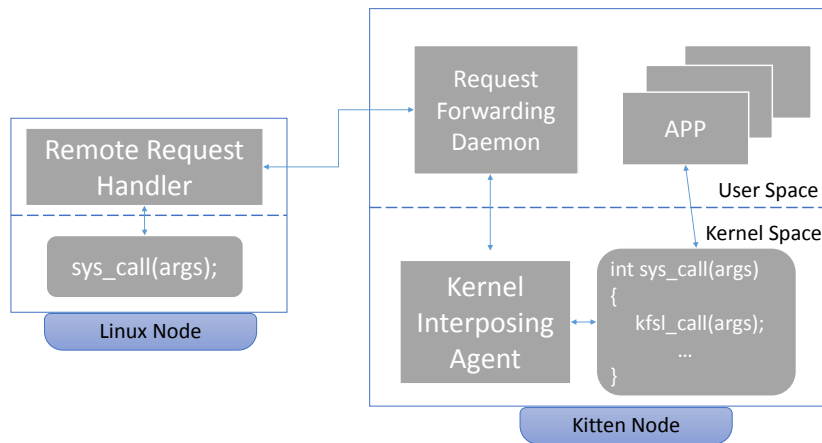 Remote Request
Handler
sys_call(args);
Linux Node
Request
Forwarding
Daemon
APP
User Space
Kernel Space
Kernel
Interposing
Agent
int sys_call(args)
{
kfsl_call(args);
…
}
Kitten Node